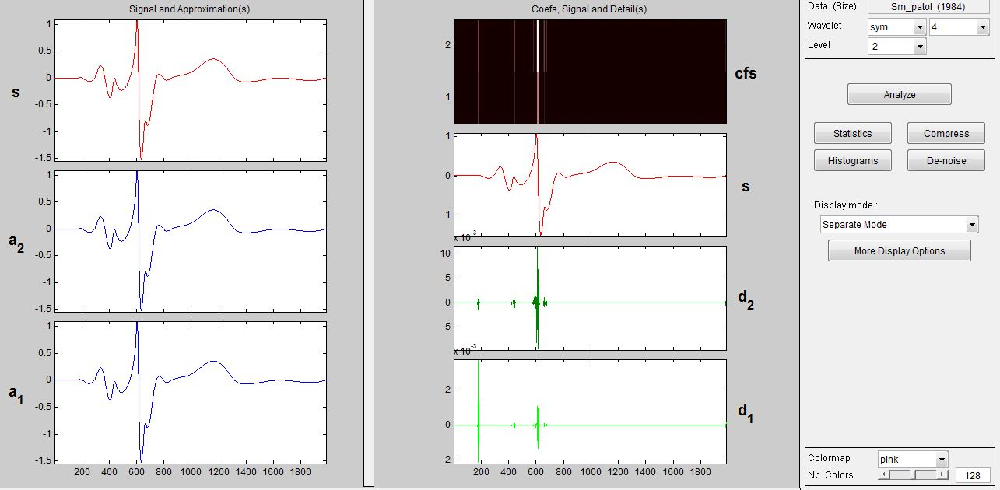 Signal and Approximation(s)
1
0.5
0
-0.5
-1
-1.5
s
1
0.5
0
-0.5
-1
-1.5
a2
1
0.5
0
-0.5
-1
-1.5
a1
200 400 600 800 1000 1200 1400 1600 1800
Coefs, Signal and Detail(s)
2
1
cfs
1
0
-1
s
x 10-3
10
5
0
-5
d2
x 10-3
2
0
-2
d1
200 400 600 800 1000 1200 1400 1600 1800
Data (Size) Sm_patol (1984)
Wavelet sym 4
Level 2
Analyze
Statistics Compress
Histograms De-noise
Display mode :
Separate Mode
More Display Options
Colormap pink
Nb. Colors 128